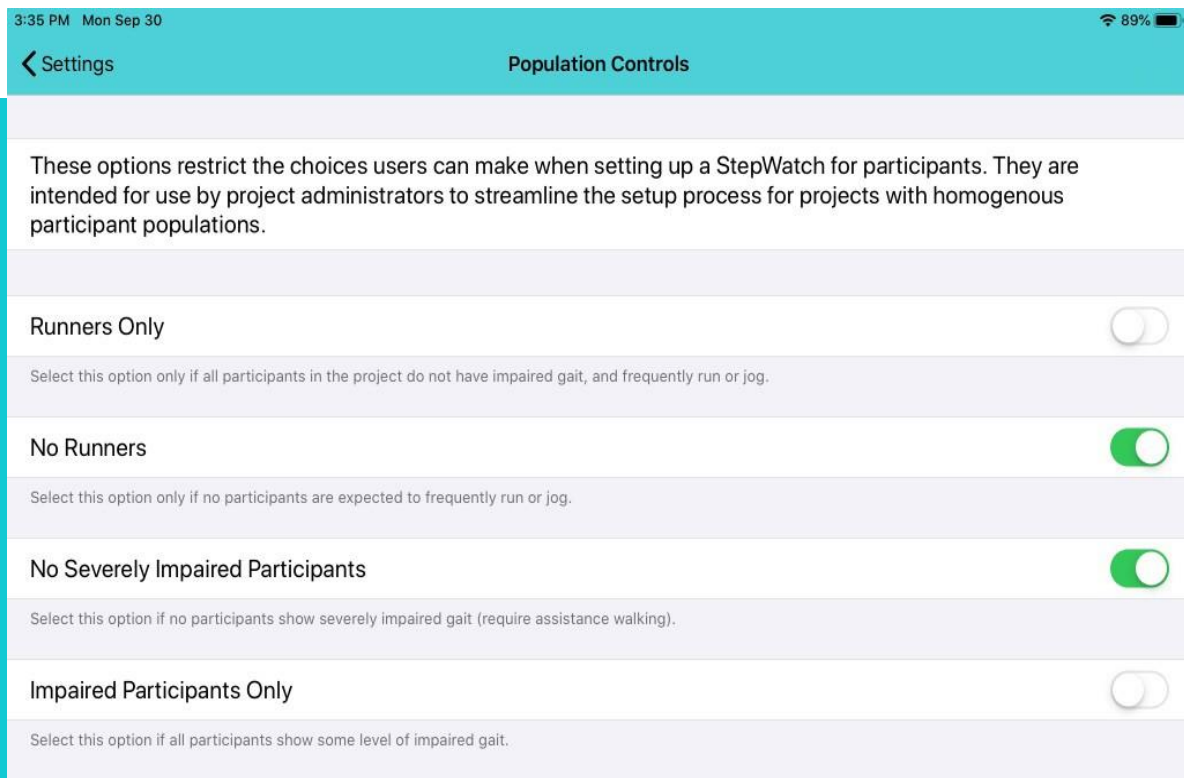 3:35 PM Mon Sep 30
89%
Settings
Population Controls
These options restrict the choices users can make when setting up a StepWatch for participants. They are
intended for use by project administrators to streamline the setup process for projects with homogenous
participant populations.
Runners Only
Select this option only if all participants in the project do not have impaired gait, and frequently run or jog.
No Runners
Select this option only if no participants are expected to frequently run or jog.
No Severely Impaired Participants
Select this option if no participants show severely impaired gait (require assistance walking).
Impaired Participants Only
Select this option if all participants show some level of impaired gait.